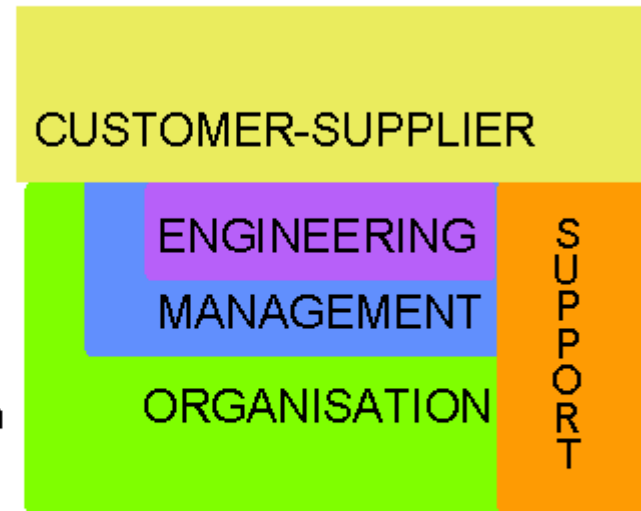 CUSTOMER-SUPPLIER
ENGINEERING
MANAGEMENT
ORGANISATION
SUPPORT